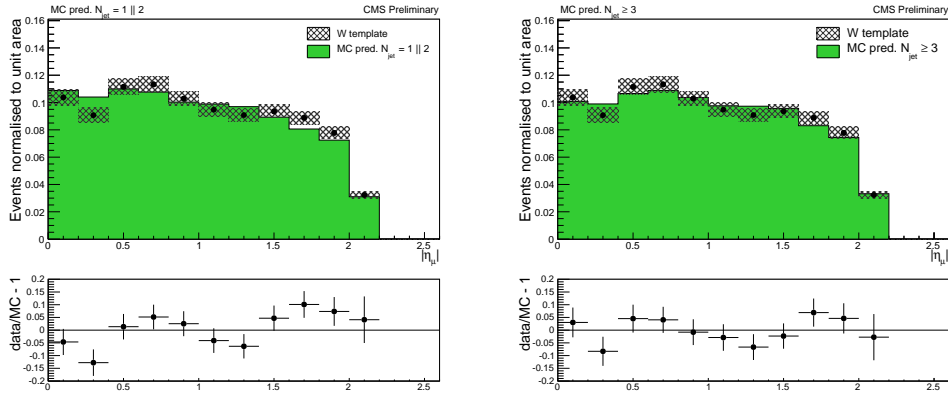 MC pred. N_jet = 1 || 2 CMS Preliminary
0.16
0.14
0.12
0.1
0.08
0.06
0.04
0.02
0
Events normalised to unit area
W template
MC pred. N_jet = 1 || 2
0 0.5 1 1.5 2 2.5
|η_μ|
data/MC - 1
0.2
0.15
0.1
0.05
0
-0.05
-0.1
-0.15
-0.2
0 0.5 1 1.5 2 2.5
MC pred. N_jet ≥ 3 CMS Preliminary
0.16
0.14
0.12
0.1
0.08
0.06
0.04
0.02
0
Events normalised to unit area
W template
MC pred. N_jet ≥ 3
0 0.5 1 1.5 2 2.5
|η_μ|
data/MC - 1
0.2
0.15
0.1
0.05
0
-0.05
-0.1
-0.15
-0.2
0 0.5 1 1.5 2 2.5